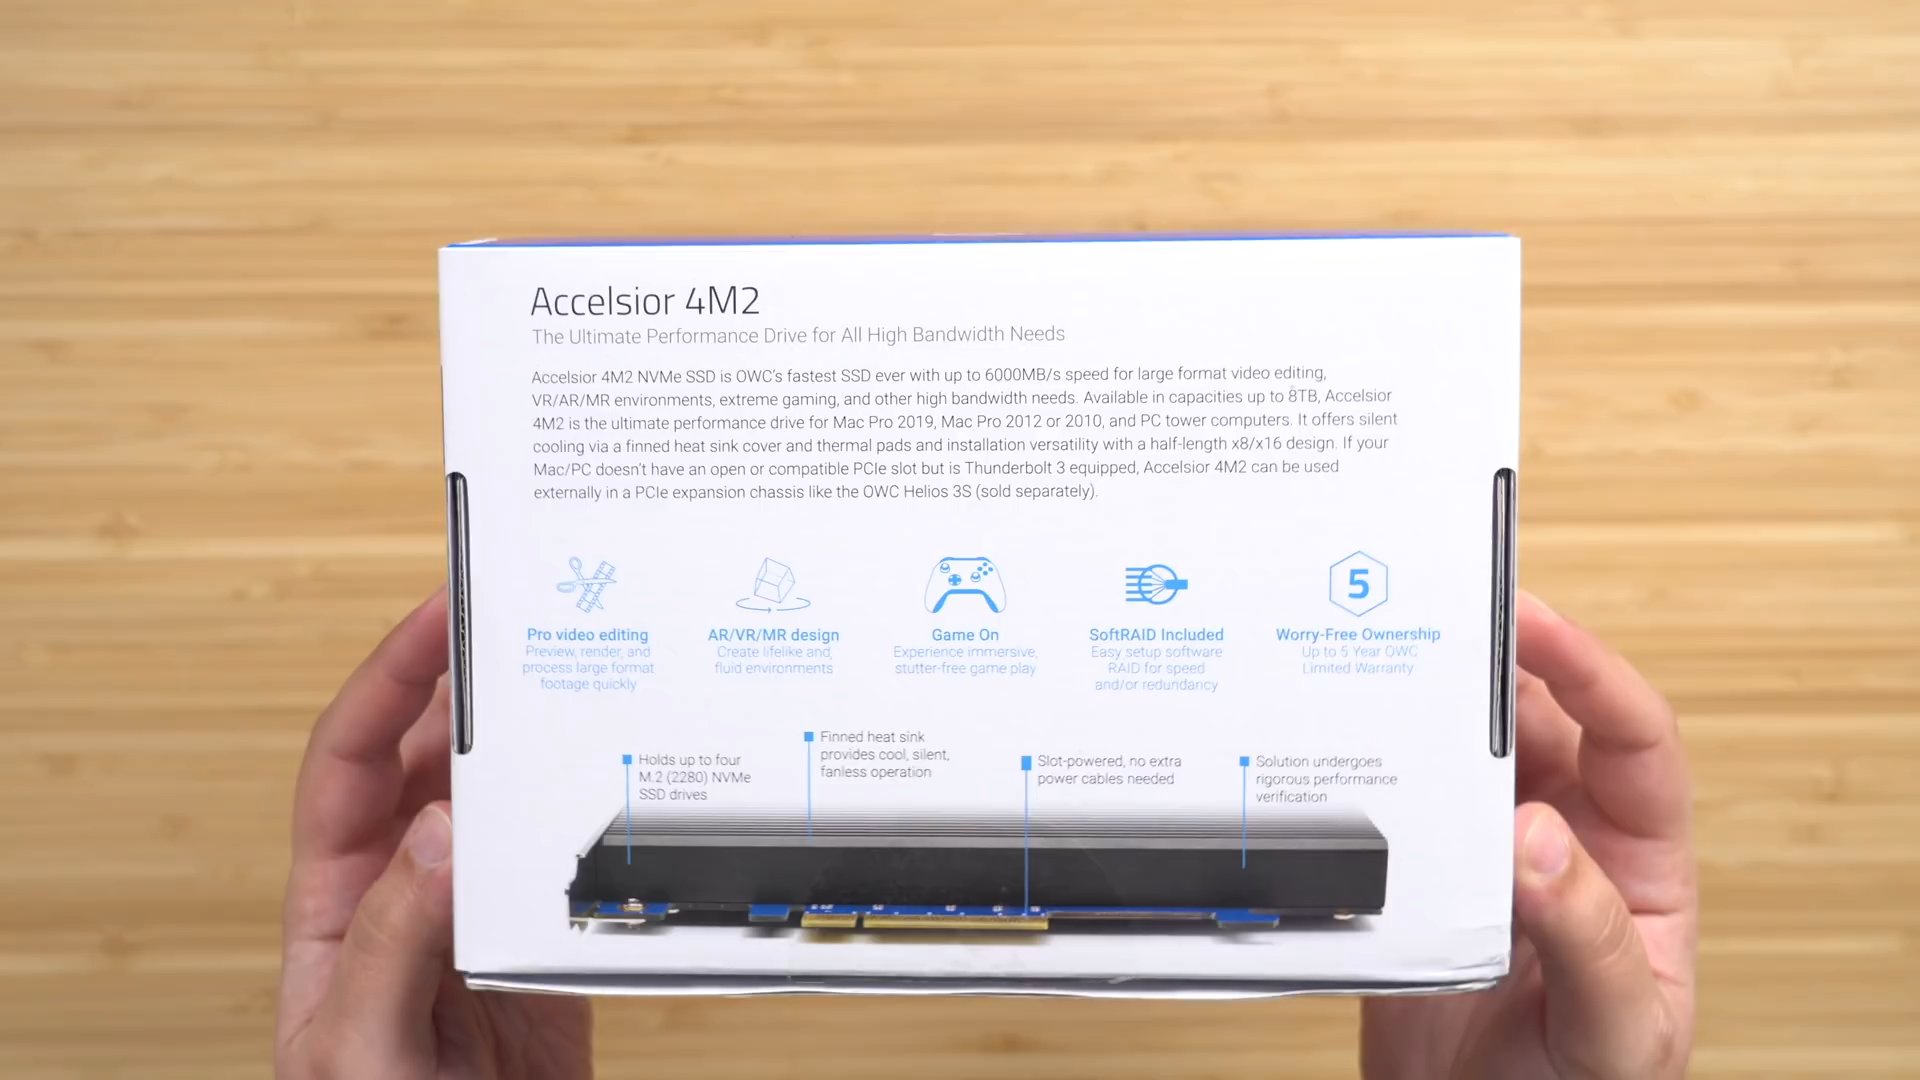 Accelsior 4M2
The Ultimate Performance Drive for All High Bandwidth Needs
Accelsior 4M2 NVMe SSD is OWC's fastest SSD ever with up to 6000MB/s speed for large format video editing,
VR/AR/MR environments, extreme gaming, and other high bandwidth needs. Available in capacities up to 8TB, Accelsior
4M2 is the ultimate performance drive for Mac Pro 2019, Mac Pro 2012 or 2010, and PC tower computers. It offers silent
cooling via a finned heat sink cover and thermal pads and installation versatility with a half-length x8/x16 design. If your
Mac/PC doesn't have an open or compatible PCIe slot but is Thunderbolt 3 equipped, Accelsior 4M2 can be used
externally in a PCIe expansion chassis like the OWC Helios 3S (sold separately).
5
Pro video editing
Preview, render, and
process large format
footage quickly
AR/VR/MR design
Create lifelike and
fluid environments
Game On
Experience immersive,
stutter-free game play
SoftRAID Included
Easy setup software
RAID for speed
and/or redundancy
Worry-Free Ownership
Up to 5 Year OWC
Limited Warranty
Holds up to four
M.2 (2280) NVMe
SSD drives
Finned heat sink
provides cool, silent,
fanless operation
Slot-powered, no extra
power cables needed
Solution undergoes
rigorous performance
verification